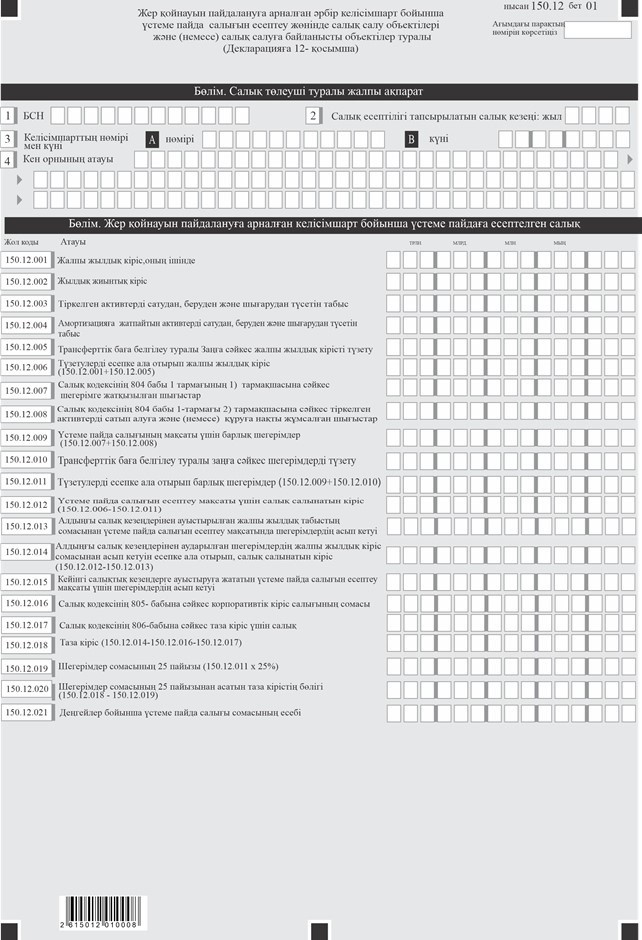 нысан 150.12 бет 01
Жер қойнауын пайдалануға арналған әрбір келісімшарт бойынша
үстеме пайда салығын есептеу жөнінде салық салу объектілері
және (немесе) салық салуға байланысты объектілер туралы
(Декларацияға 12- қосымша)
Ағымдағы парақтың
нөмірін көрсетіңіз
Бөлім. Салық төлеуші туралы жалпы ақпарат
1 БСН
2 Салық есептілігі тапсырылатын салық кезеңі: жыл
3 Келісімшарттың нөмірі
мен күні
A нөмірі
B күні
4 Кен орнының атауы
Бөлім. Жер қойнауын пайдалануға арналған келісімшарт бойынша үстеме пайдаға есептелген салық
Жол коды Атауы трлн млрд млн мың
150.12.001 Жалпы жылдық кіріс,оның ішінде
150.12.002 Жылдық жиынтық кіріс
150.12.003 Тіркелген активтерді сатудан, беруден және шығарудан түсетін табыс
150.12.004 Амортизацияға жатпайтын активтерді сатудан, беруден және шығарудан түсетін
табыс
150.12.005 Трансферттік баға белгілеу туралы Заңға сәйкес жалпы жылдық кірісті түзету
150.12.006 Түзетулерді есепке ала отырып жалпы жылдық кіріс
(150.12.001+150.12.005)
150.12.007 Салық кодексінің 804 бабы 1 тармағының 1) тармақшасына сәйкес
шегерімге жатқызылған шығыстар
150.12.008 Салық кодексінің 804 бабы 1-тармағы 2) тармақшасына сәйкес тіркелген
активтерді сатып алуға және (немесе) құруға нақты жұмсалған шығыстар
150.12.009 Үстеме пайда салығының мақсаты үшін барлық шегерімдер
(150.12.007+150.12.008)
150.12.010 Трансферттік баға белгілеу туралы заңға сәйкес шегерімдерді түзету
150.12.011 Түзетулерді есепке ала отырып барлық шегерімдер (150.12.009+150.12.010)
150.12.012 Үстеме пайда салығын есептеу мақсаты үшін салық салынатын кіріс
(150.12.006-150.12.011)
150.12.013 Алдыңғы салық кезеңдерінен ауыстырылған жалпы жылдық табыстың
сомасынан үстеме пайда салығын есептеу мақсатында шегерімдердің асып кетуі
150.12.014 Алдыңғы салық кезеңдерінен аударылған шегерімдердің жалпы жылдық кіріс
сомасынан асып кетуін есепке ала отырып, салық салынатын кіріс
(150.12.012-150.12.013)
150.12.015 Кейінгі салықтық кезеңдерге ауыстыруға жататын үстеме пайда салығын есептеу
мақсаты үшін шегерімдердің асып кетуі
150.12.016 Салық кодексінің 805- бабына сәйкес корпоративтік кіріс салығының сомасы
150.12.017 Салық кодексінің 806-бабына сәйкес таза кіріс үшін салық
150.12.018 Таза кіріс (150.12.014-150.12.016-150.12.017)
150.12.019 Шегерімдер сомасының 25 пайызы (150.12.011 x 25%)
150.12.020 Шегерімдер сомасының 25 пайызынан асатын таза кірістің бөлігі
(150.12.018 - 150.12.019)
150.12.021 Деңгейлер бойынша үстеме пайда салығы сомасының есебі
2 615012 010008